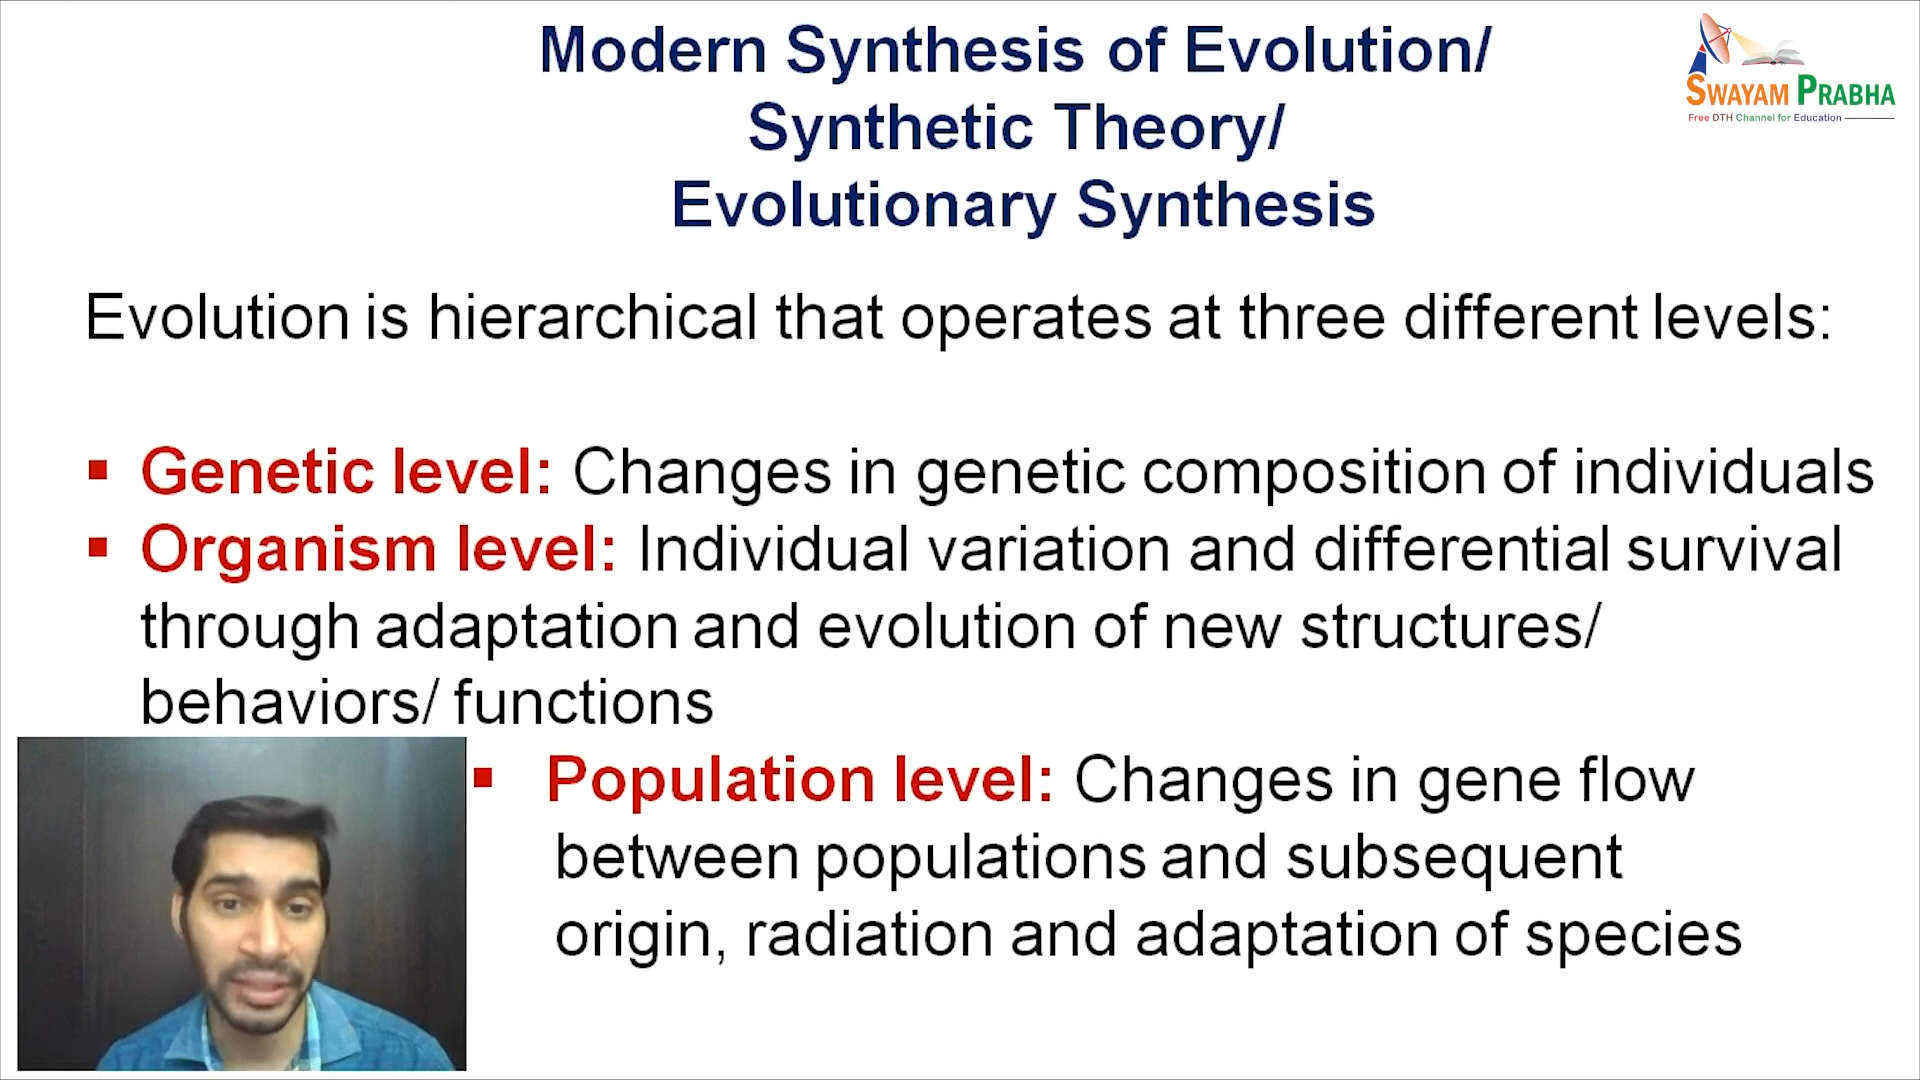 Modern Synthesis of Evolution/
Synthetic Theory/
Evolutionary Synthesis
SWAYAM PRABHA
Free DTH Channel for Education
Evolution is hierarchical that operates at three different levels:
▪ Genetic level: Changes in genetic composition of individuals
▪ Organism level: Individual variation and differential survival
through adaptation and evolution of new structures/
behaviors/ functions
▪ Population level: Changes in gene flow
between populations and subsequent
origin, radiation and adaptation of species